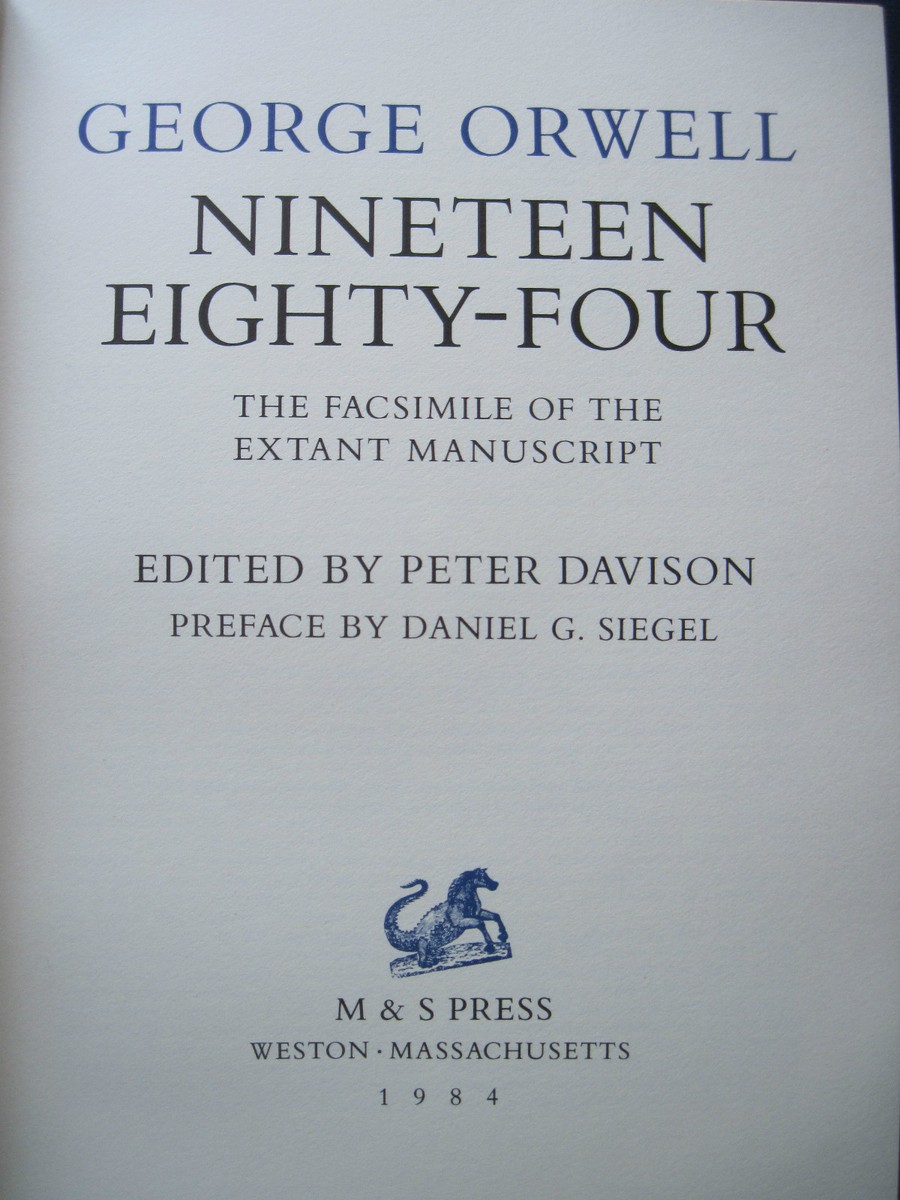 GEORGE ORWELL
NINETEEN
EIGHTY-FOUR
THE FACSIMILE OF THE
EXTANT MANUSCRIPT
EDITED BY PETER DAVISON
PREFACE BY DANIEL G. SIEGEL
M & S PRESS
WESTON · MASSACHUSETTS
1 9 8 4